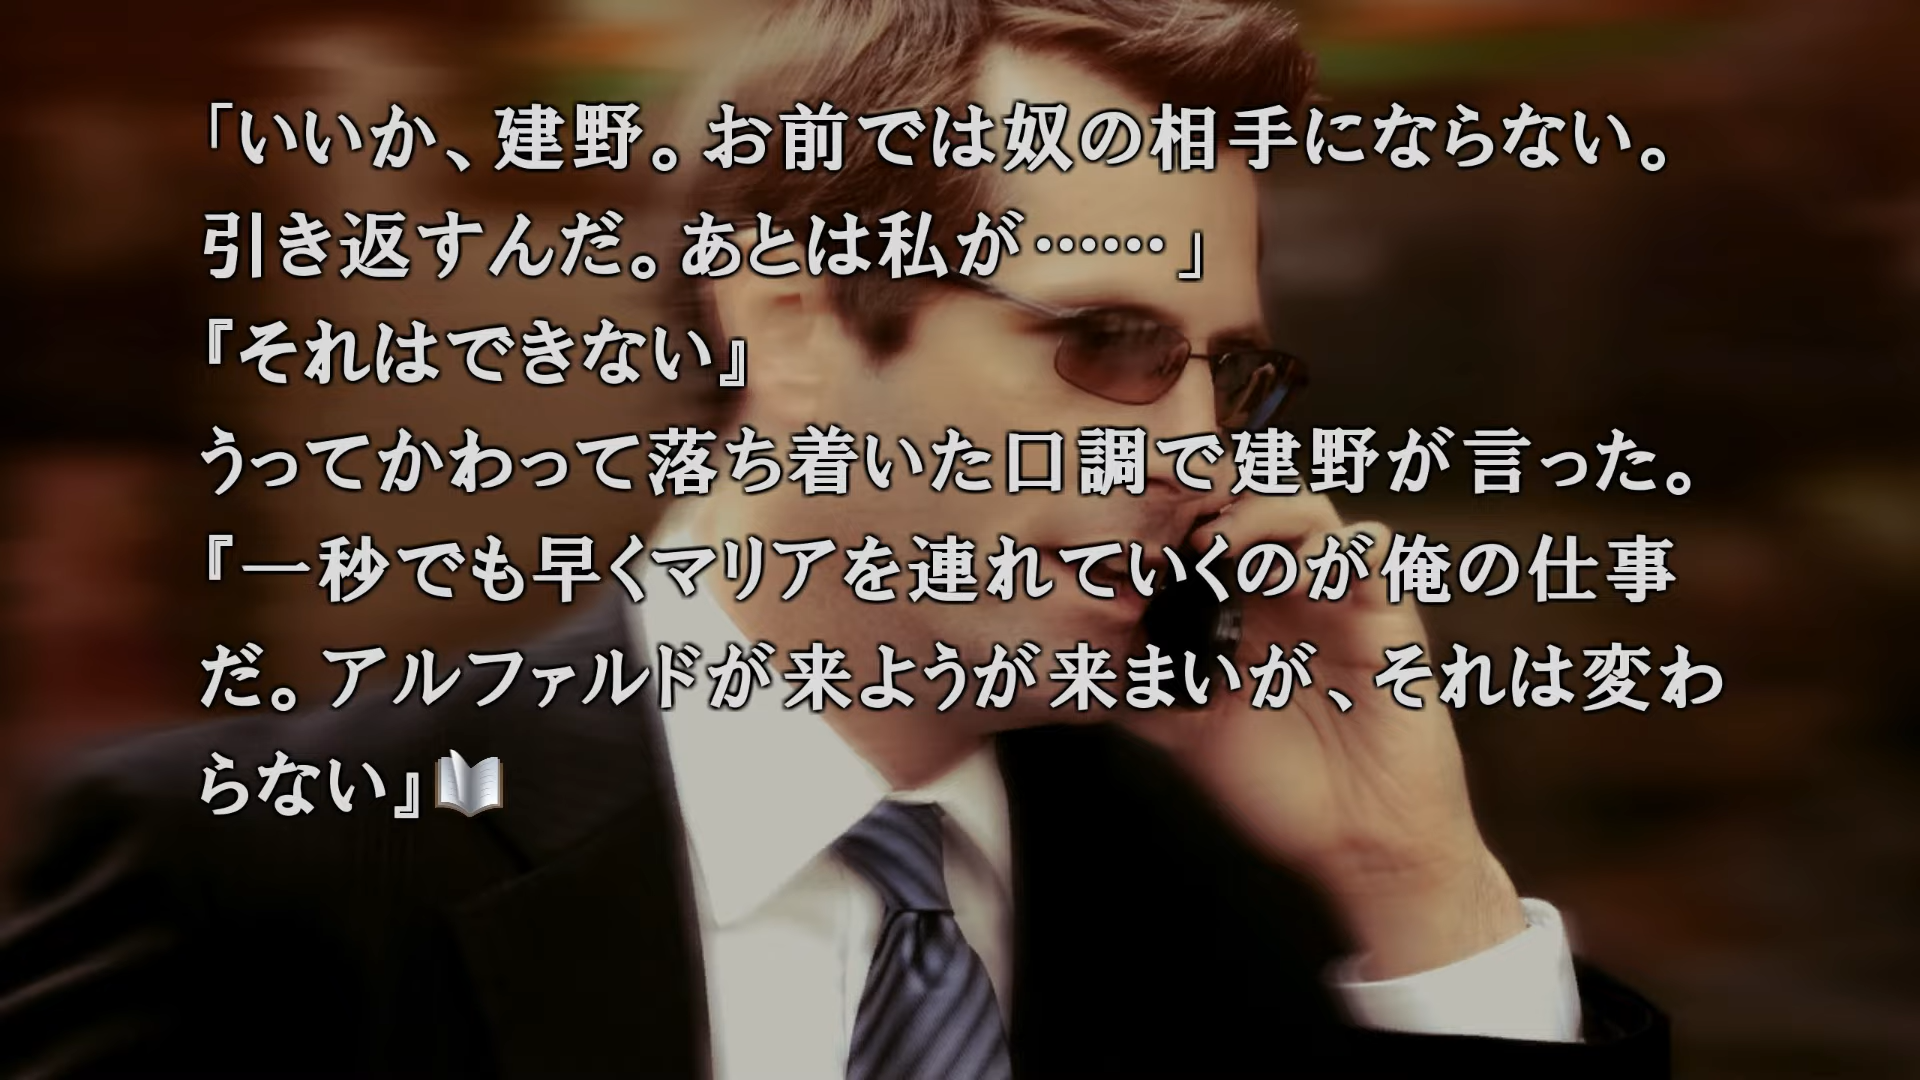 「いいか、建野。お前では奴の相手にならない。
引き返すんだ。あとは私が……」
『それはできない』
うってかわって落ち着いた口調で建野が言った。
『一秒でも早くマリアを連れていくのが俺の仕事
だ。アルファルドが来ようが来まいが、それは変わ
らない』